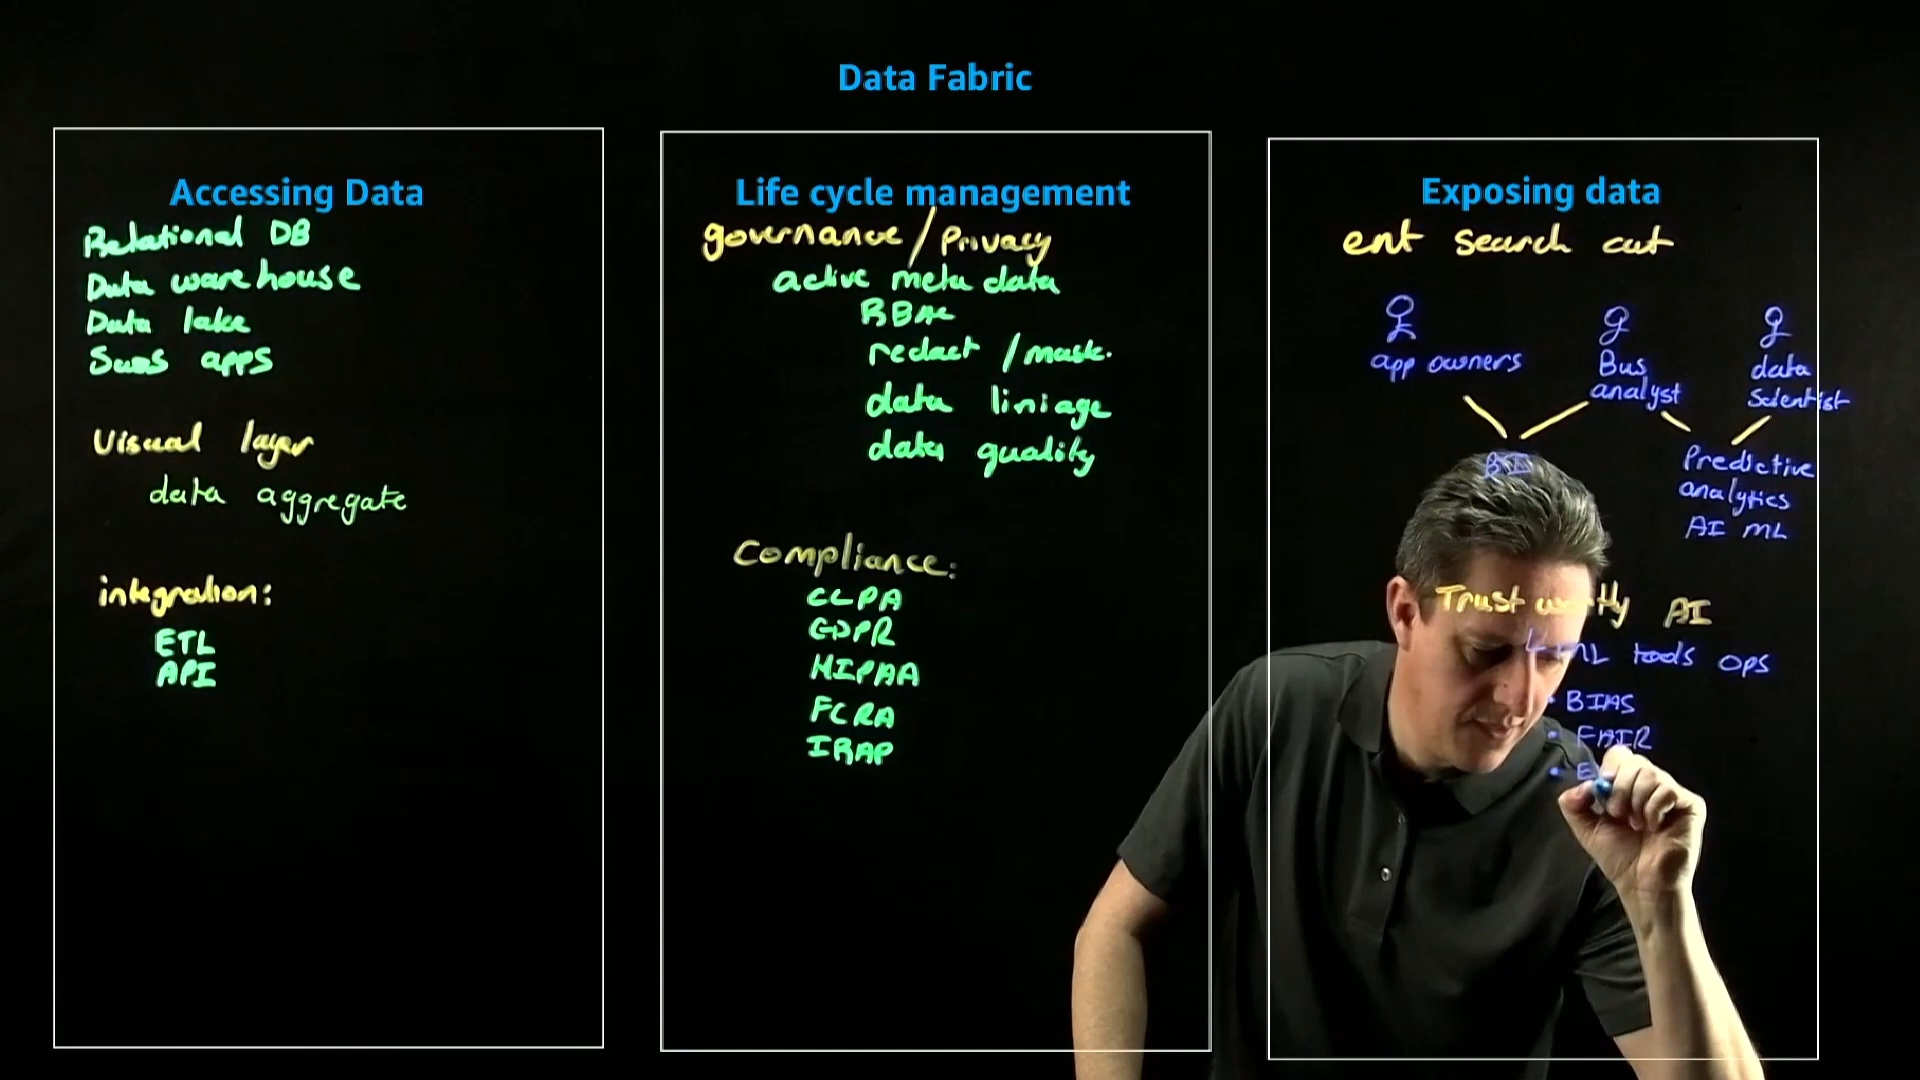 Data Fabric
Accessing Data
Relational DB
Data warehouse
Data lake
Saas apps
Visual layer
data aggregate
integration:
ETL
API
Life cycle management
governance/privacy
active meta data
RBAC
redact / mask.
data liniage
data quality
Compliance:
CCPA
GDPR
HIPAA
FCRA
IRAP
Exposing data
ent search cat
app owners
Bus
analyst
data
Scientist
BI
Predictive
analytics
AI ML
AI
ML tools ops
• BIAS
• FAIR
• E